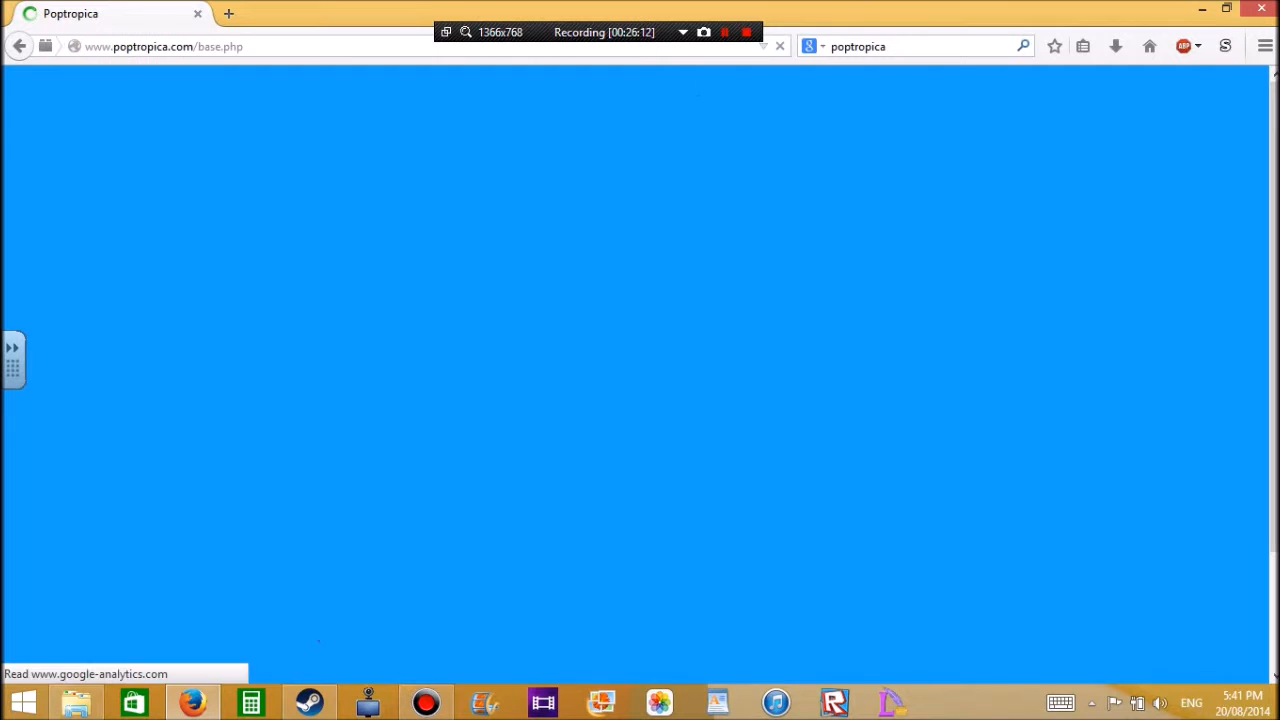 Poptropica
1366x768 Recording [00:26:12]
www.poptropica.com/base.php
poptropica
ABP
S
Read www.google-analytics.com
ENG
5:41 PM
20/08/2014